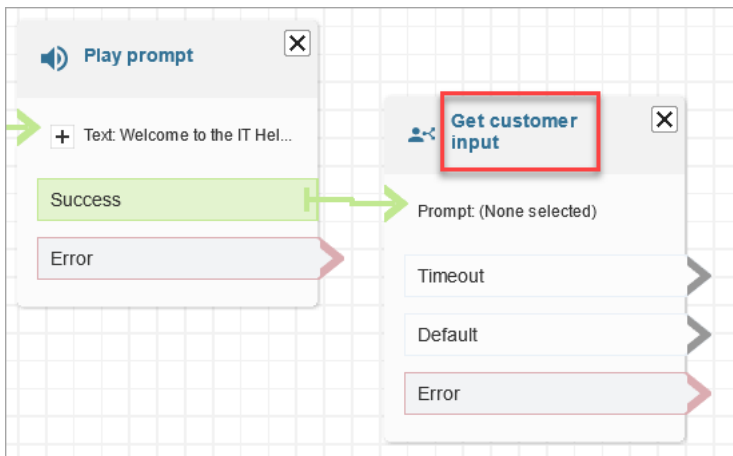 Play prompt
Text: Welcome to the IT Hel...
Success
Error
Get customer
input
Prompt: (None selected)
Timeout
Default
Error